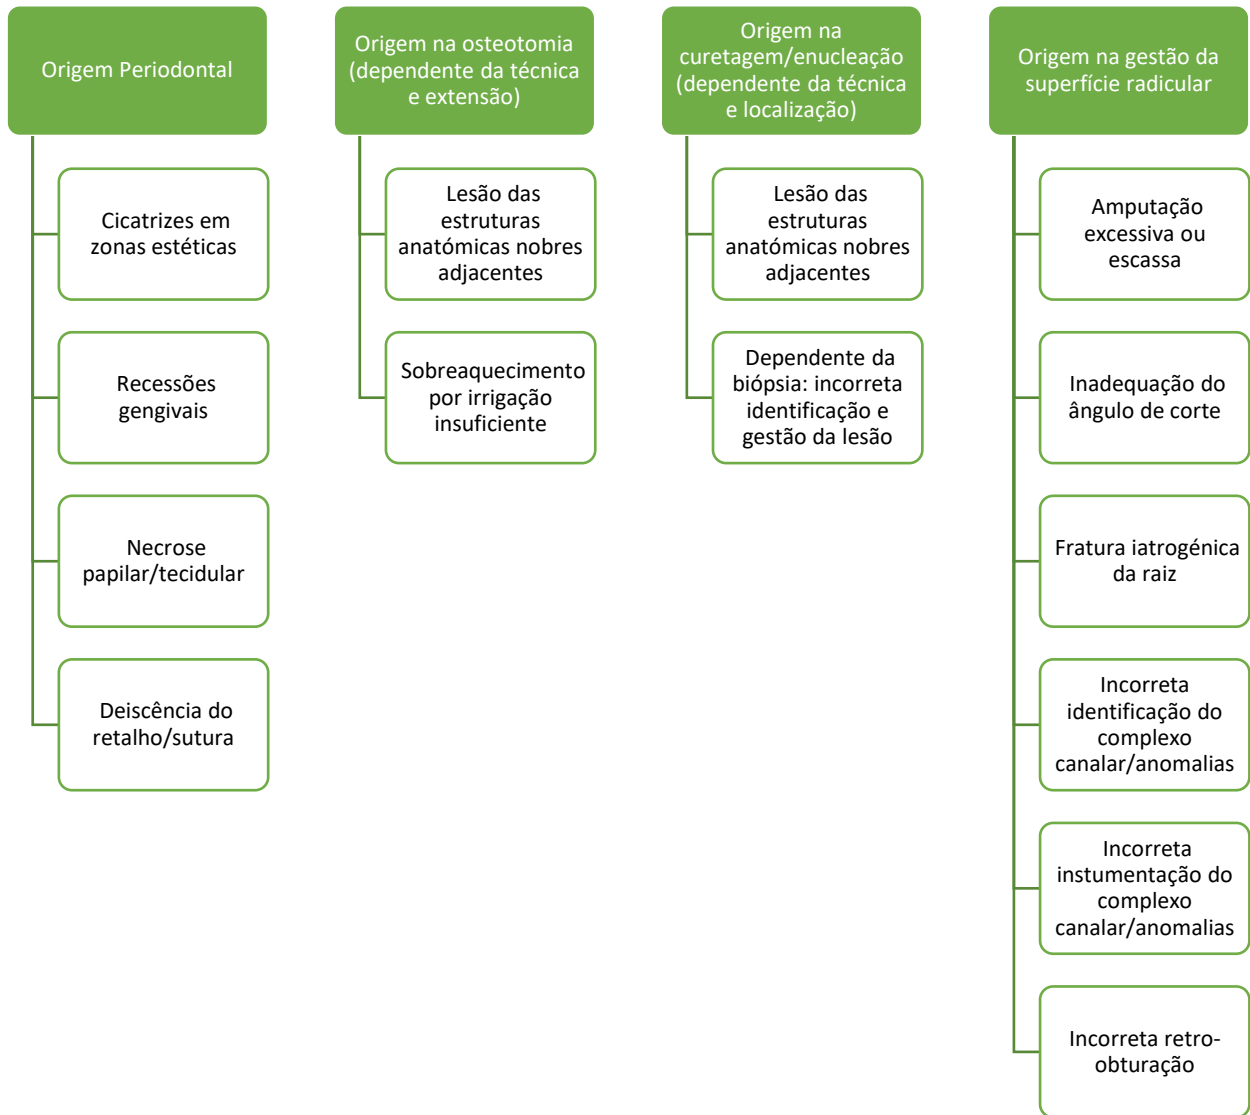 Origem Periodontal
Cicatrizes em
zonas estéticas
Recessões
gengivais
Necrose
papilar/tecidular
Deiscência do
retalho/sutura
Origem na osteotomia
(dependente da técnica
e extensão)
Lesão das
estruturas
anatómicas nobres
adjacentes
Sobreaquecimento
por irrigação
insuficiente
Origem na
curetagem/enucleação
(dependente da técnica
e localização)
Lesão das
estruturas
anatómicas nobres
adjacentes
Dependente da
biópsia: incorreta
identificação e
gestão da lesão
Origem na gestão da
superfície radicular
Amputação
excessiva ou
escassa
Inadequação do
ângulo de corte
Fratura iatrogénica
da raiz
Incorreta
identificação do
complexo
canalar/anomalias
Incorreta
instumentação do
complexo
canalar/anomalias
Incorreta retro-
obturação